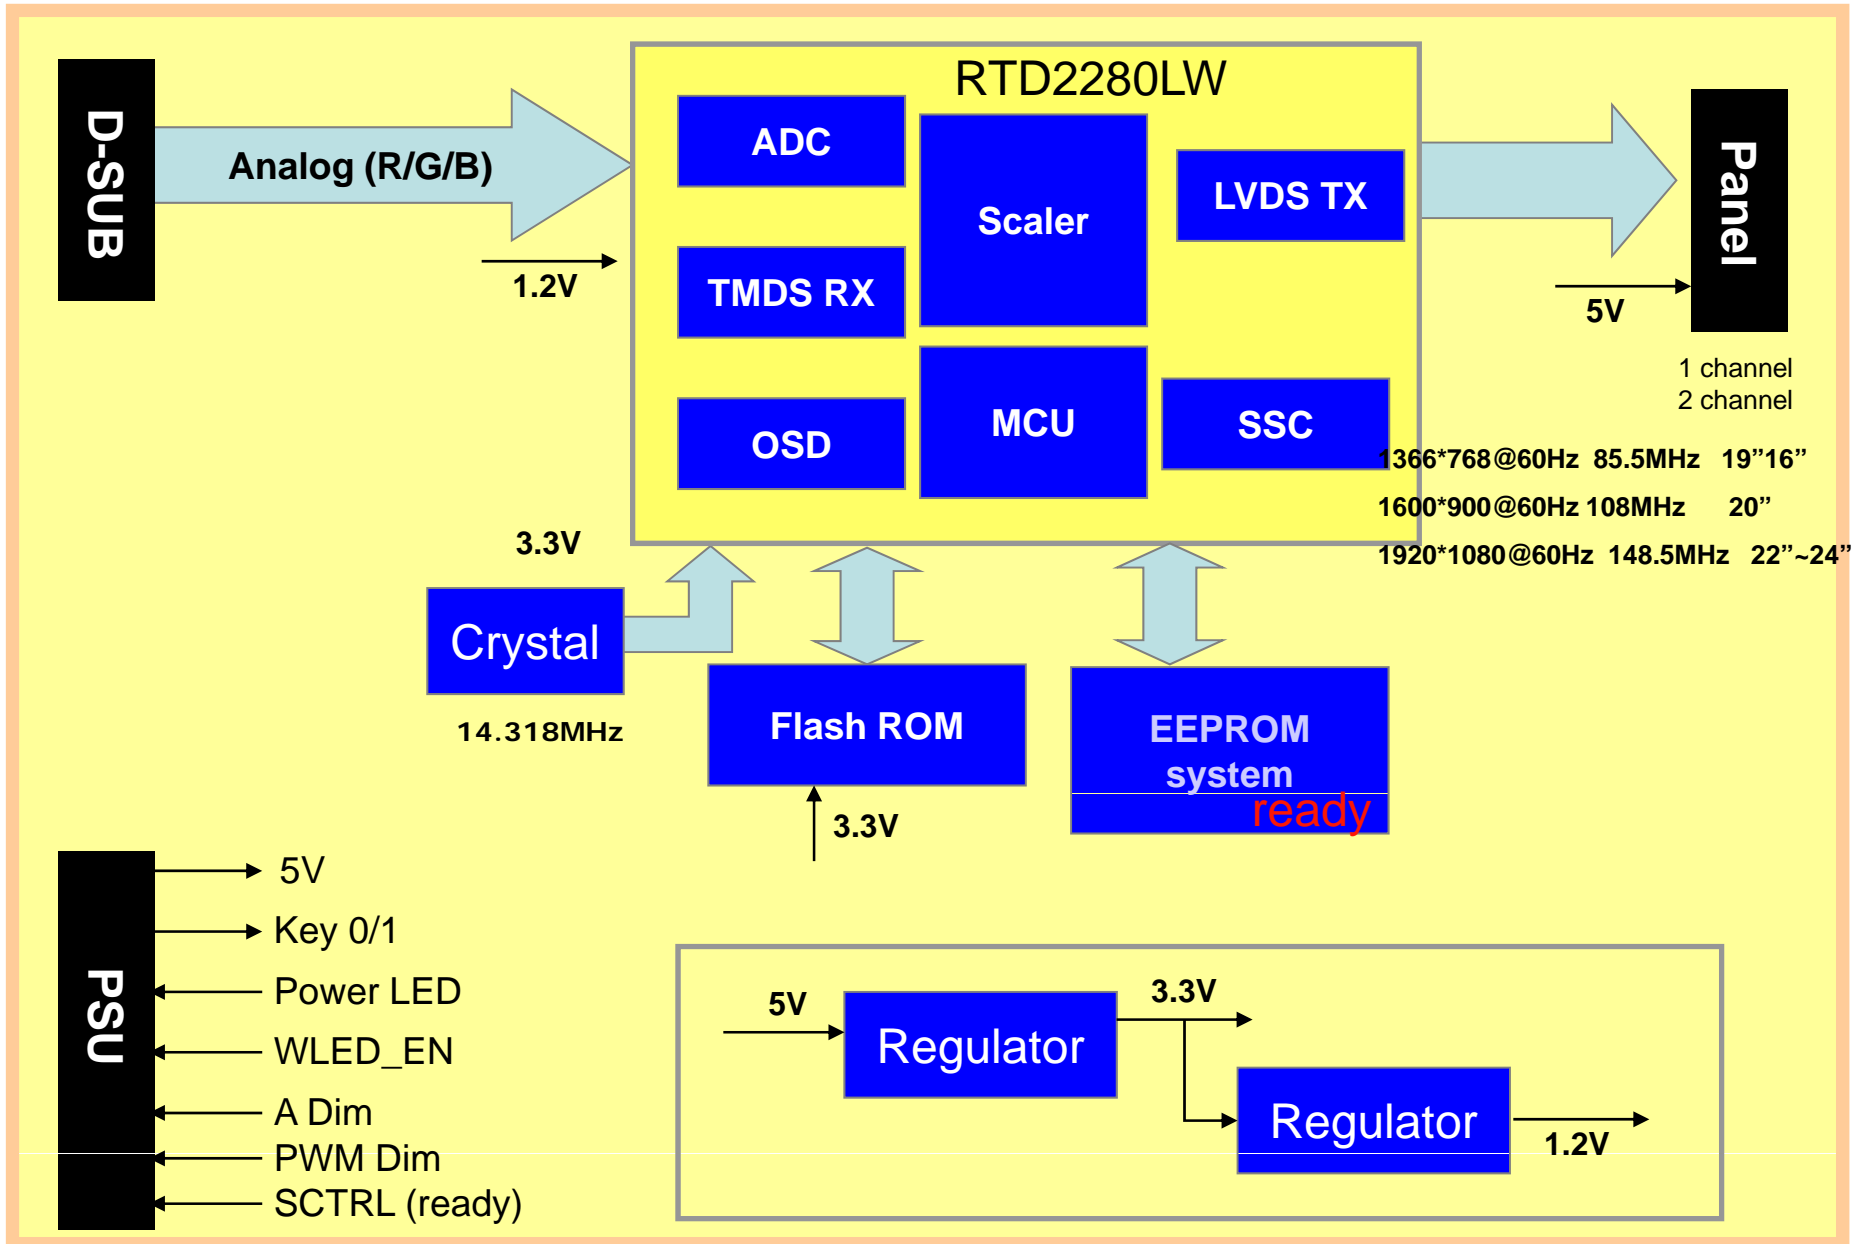 RTD2280LW
D-SUB
Analog (R/G/B)
1.2V
ADC
Scaler
LVDS TX
TMDS RX
OSD
MCU
SSC
Panel
5V
1 channel
2 channel
1366*768@60Hz 85.5MHz 19”16”
1600*900@60Hz 108MHz 20”
1920*1080@60Hz 148.5MHz 22”~24”
3.3V
Crystal
14.318MHz
Flash ROM
3.3V
EEPROM
system
ready
PSU
5V
Key 0/1
Power LED
WLED_EN
A Dim
PWM Dim
SCTRL (ready)
5V
Regulator
3.3V
Regulator
1.2V